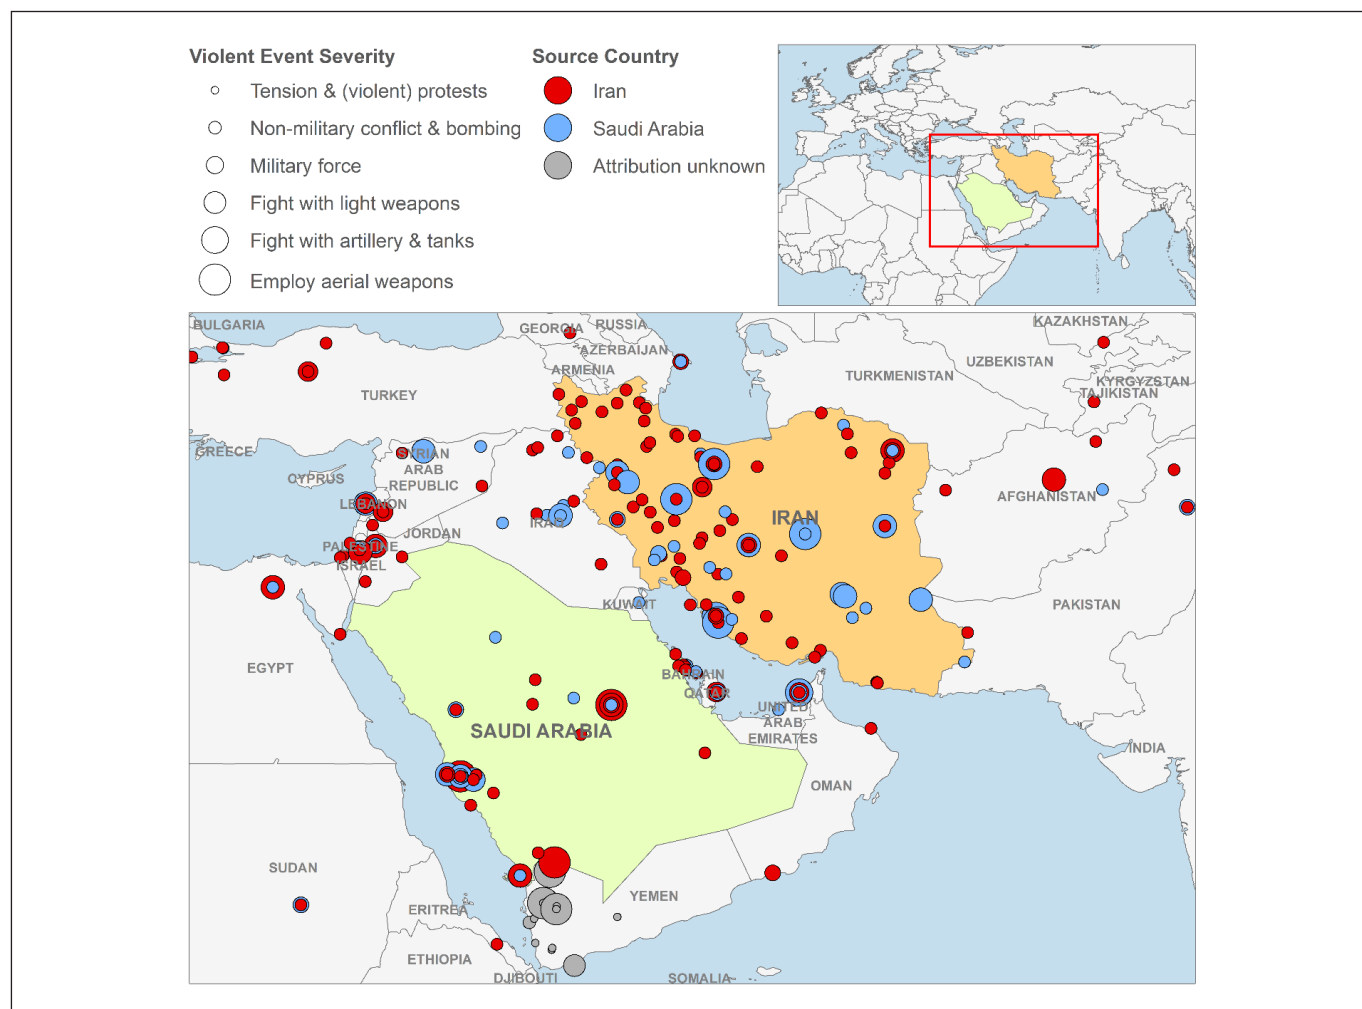 Violent Event Severity
Tension & (violent) protests
Non-military conflict & bombing
Military force
Fight with light weapons
Fight with artillery & tanks
Employ aerial weapons
Source Country
Iran
Saudi Arabia
Attribution unknown
BULGARIA
GEORGIA
RUSSIA
KAZAKHSTAN
AZERBAIJAN
UZBEKISTAN
ARMENIA
TURKMENISTAN
KYRGYZSTAN
TAJIKISTAN
TURKEY
GREECE
SYRIAN
ARAB
REPUBLIC
CYPRUS
AFGHANISTAN
LEBANON
IRAQ
IRAN
JORDAN
PALESTINE
ISRAEL
KUWAIT
PAKISTAN
EGYPT
BAHRAIN
QATAR
UNITED
ARAB
EMIRATES
SAUDI ARABIA
INDIA
OMAN
SUDAN
YEMEN
ERITREA
ETHIOPIA
DJIBOUTI
SOMALIA